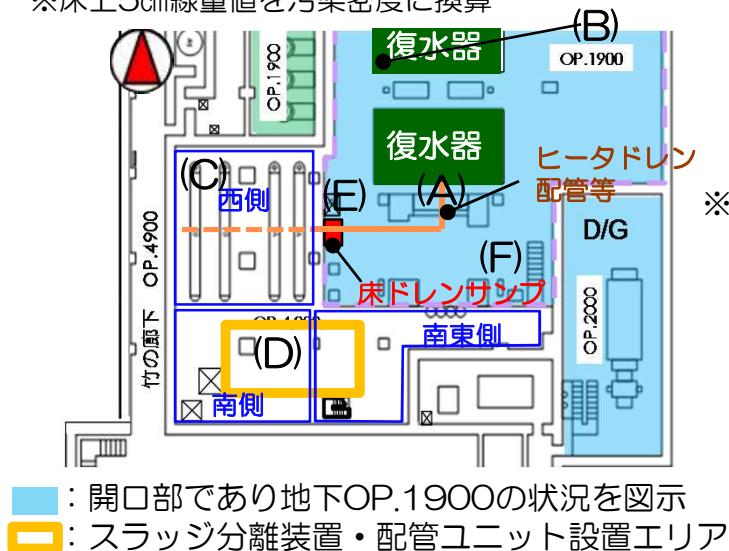 ※床上5㎝線量値を汚染密度に換算
(B)
復水器
OP.1900
OP.1900
復水器
ヒータドレン
配管等
(C)
西側
(E)
(A)
※
D/G
竹の廊下 OP.4900
(F)
床ドレンサンプ
OP.2000
南東側
(D)
南側
：開口部であり地下OP.1900の状況を図示
：スラッジ分離装置・配管ユニット設置エリア